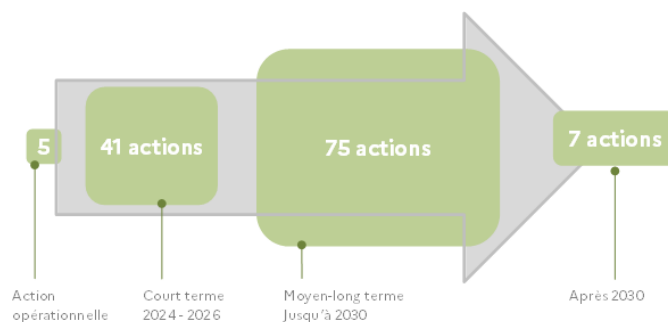 5
41 actions
75 actions
7 actions
Action
opérationnelle
Court terme
2024 - 2026
Moyen-long terme
Jusqu'à 2030
Après 2030